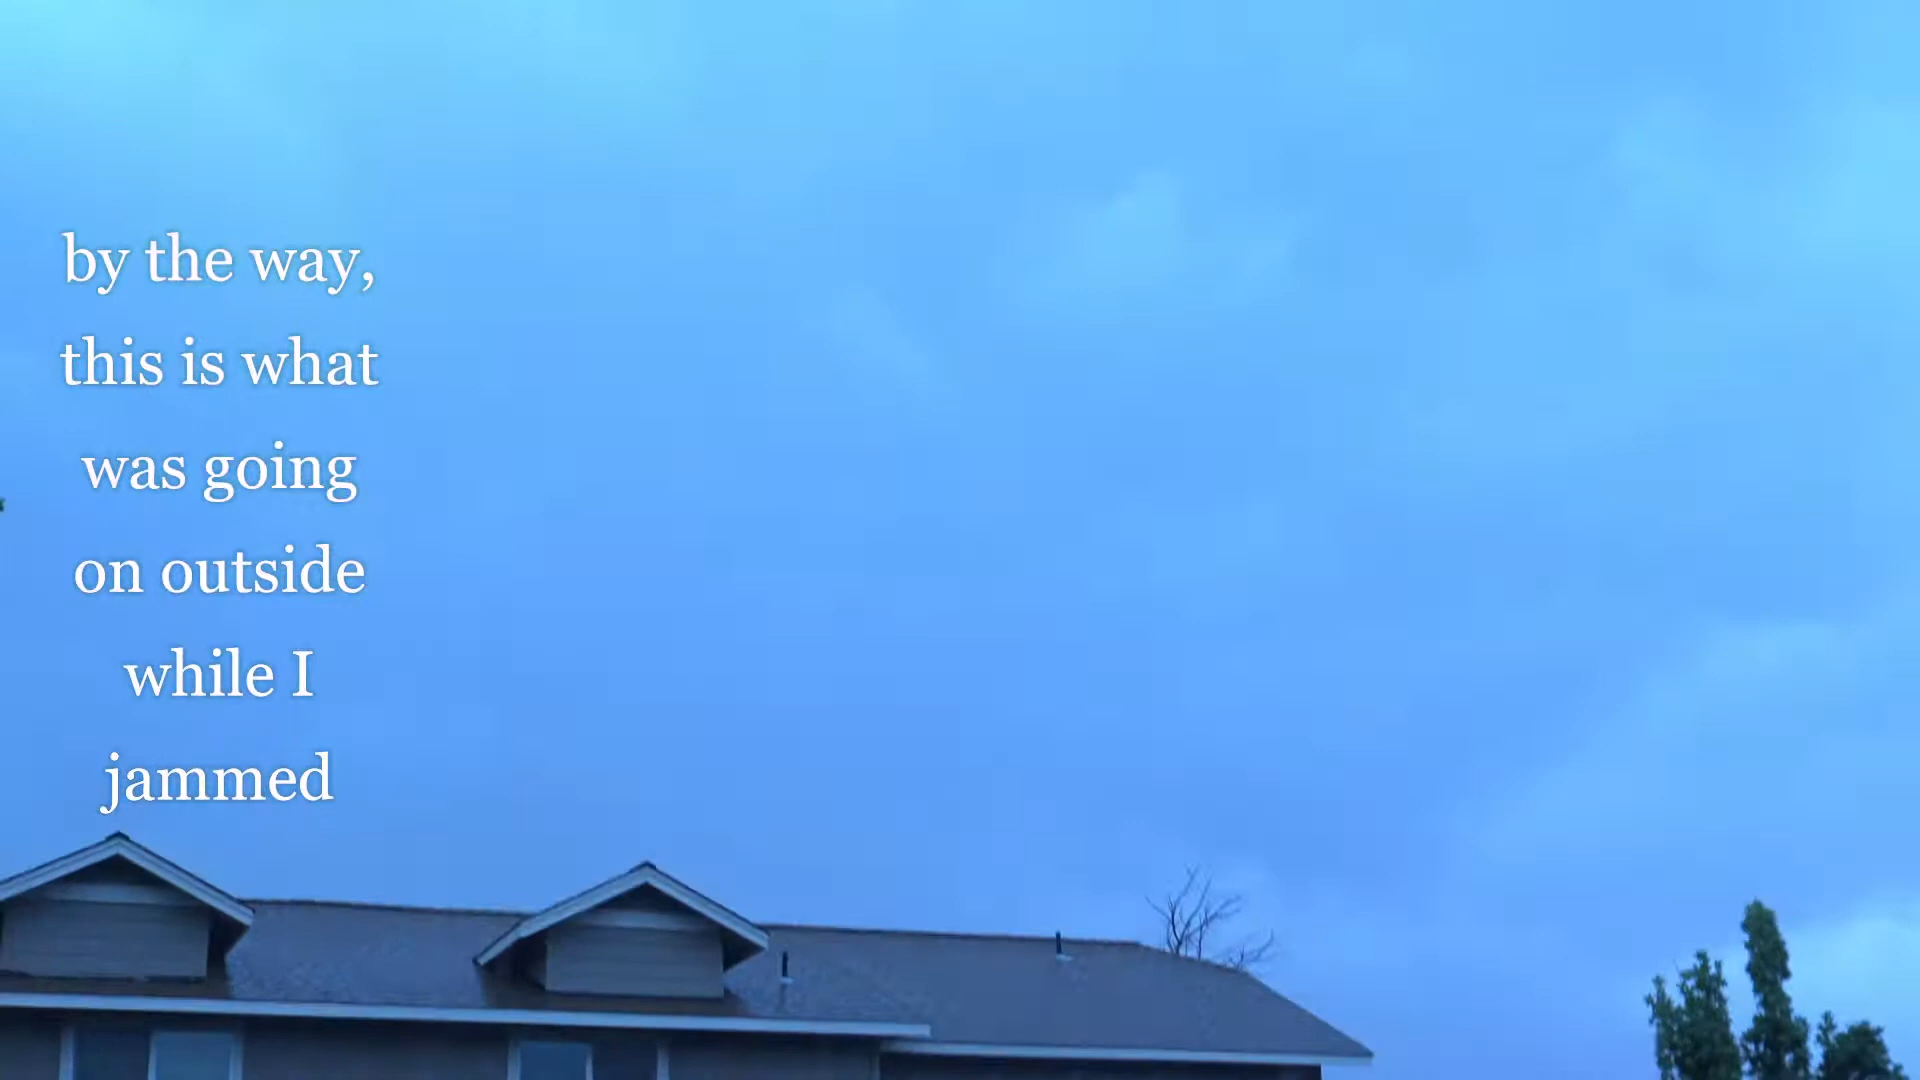 by the way,
this is what
was going
on outside
while I
jammed